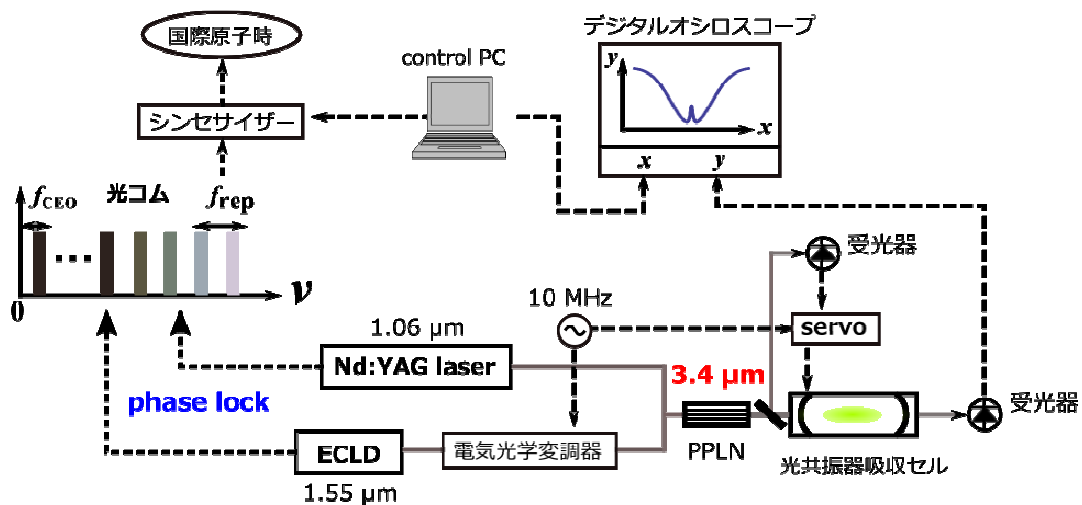 国際原子時
シンセサイザー
control PC
デジタルオシロスコープ
y
x
x y
fCEO 光コム frep
0
ν
10 MHz
受光器
servo
1.06 μm
Nd:YAG laser
phase lock
3.4 μm
ECLD
1.55 μm
電気光学変調器
PPLN
光共振器吸収セル
受光器